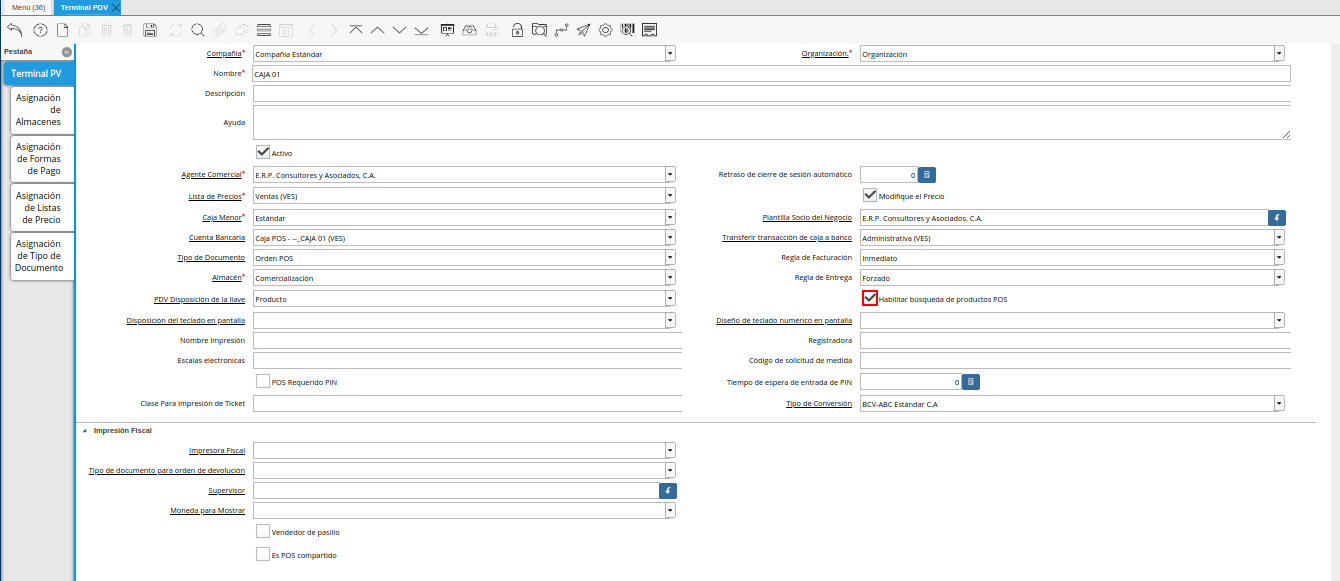 Menú (36) Terminal PDV
Pestaña
Terminal PV
Asignación
de
Almacenes
Asignación
de Formas
de Pago
Asignación
de Listas
de Precio
Asignación
de Tipo de
Documento
Compañía* Compañía Estándar Organización.* Organización
Nombre* CAJA 01
Descripción
Ayuda
Activo
Agente Comercial* E.R.P. Consultores y Asociados, C.A. Retraso de cierre de sesión automático 0
Lista de Precios* Ventas (VES) Modifique el Precio
Caja Menor* Estándar Plantilla Socio del Negocio E.R.P. Consultores y Asociados, C.A.
Cuenta Bancaria Caja POS - --_CAJA 01 (VES) Transferir transacción de caja a banco Administrativa (VES)
Tipo de Documento Orden POS Regla de Facturación Inmediato
Almacén* Comercialización Regla de Entrega Forzado
PDV Disposición de la llave Producto Habilitar búsqueda de productos POS
Disposición del teclado en pantalla Diseño de teclado numérico en pantalla
Nombre Impresión Registradora
Escalas electronicas Código de solicitud de medida
POS Requerido PIN Tiempo de espera de entrada de PIN 0
Clase Para Impresión de Ticket Tipo de Conversión BCV-ABC Estándar C.A
Impresión Fiscal
Impresora Fiscal
Tipo de documento para orden de devolución
Supervisor
Moneda para Mostrar
Vendedor de pasillo
Es POS compartido